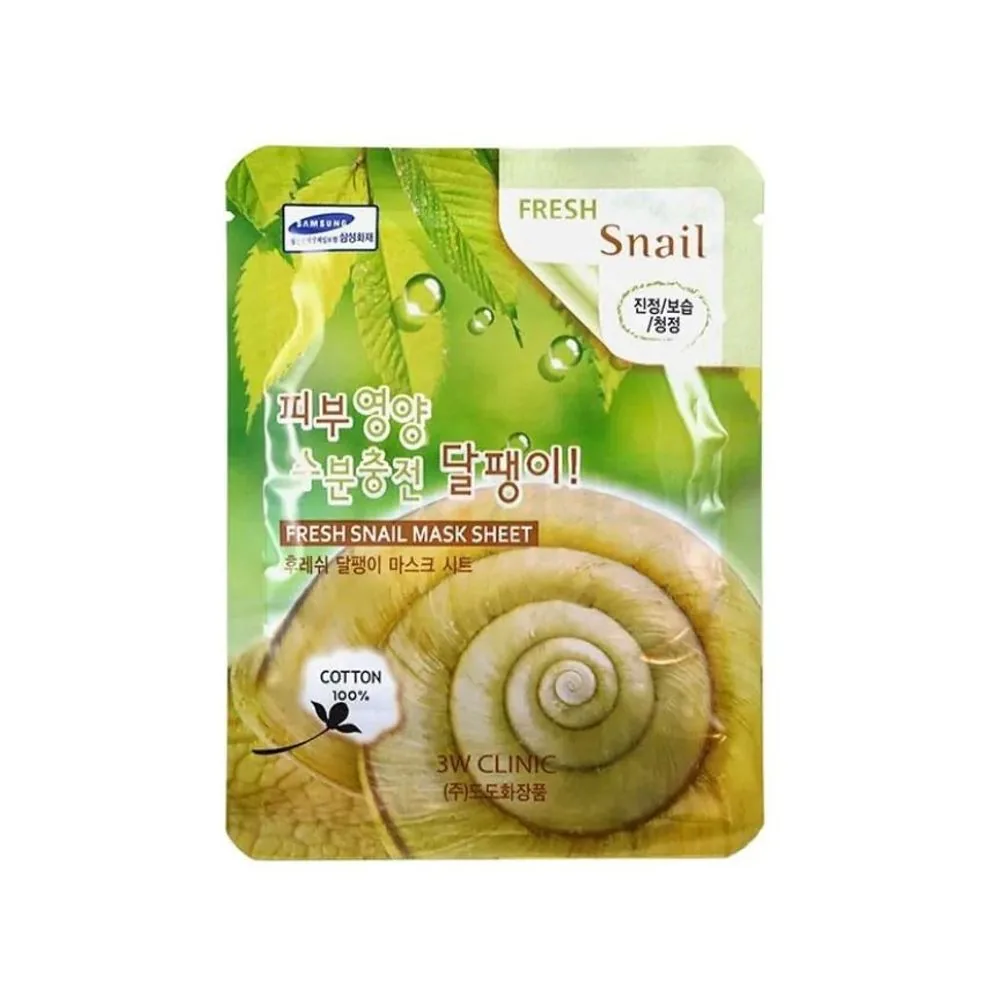 SAMSUNG
삼성화재
FRESH
Snail
진정/보습
/청정
피부영양
수분충전 달팽이!
FRESH SNAIL MASK SHEET
후레쉬 달팽이 마스크 시트
COTTON
100%
3W CLINIC
(주)도도화장품